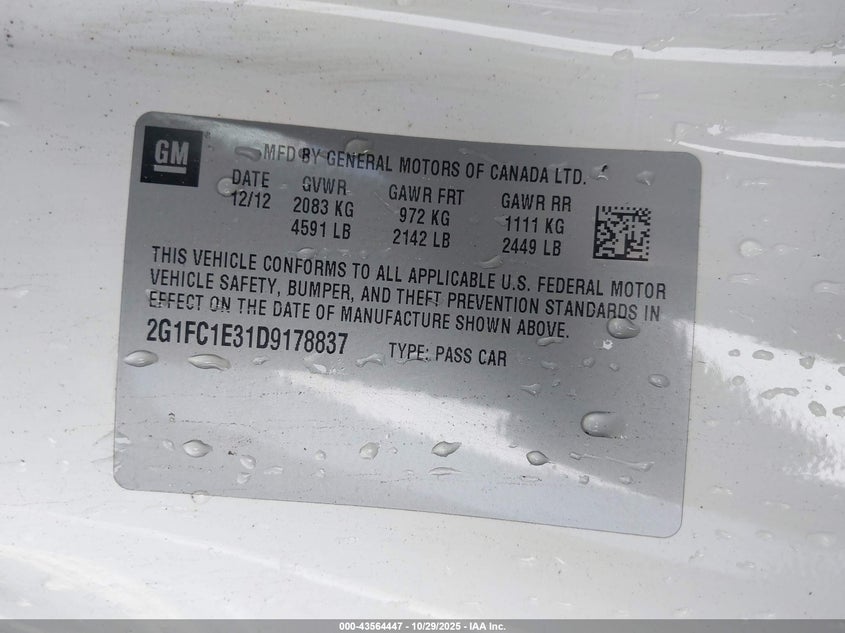 GM
MFD BY GENERAL MOTORS OF CANADA LTD.
DATE GVWR GAWR FRT GAWR RR
12/12 2083 KG 972 KG 1111 KG
4591 LB 2142 LB 2449 LB
THIS VEHICLE CONFORMS TO ALL APPLICABLE U.S. FEDERAL MOTOR
VEHICLE SAFETY, BUMPER, AND THEFT PREVENTION STANDARDS IN
EFFECT ON THE DATE OF MANUFACTURE SHOWN ABOVE.
2G1FC1E31D9178837 TYPE: PASS CAR
000-43564447 - 10/29/2025 - IAA Inc.